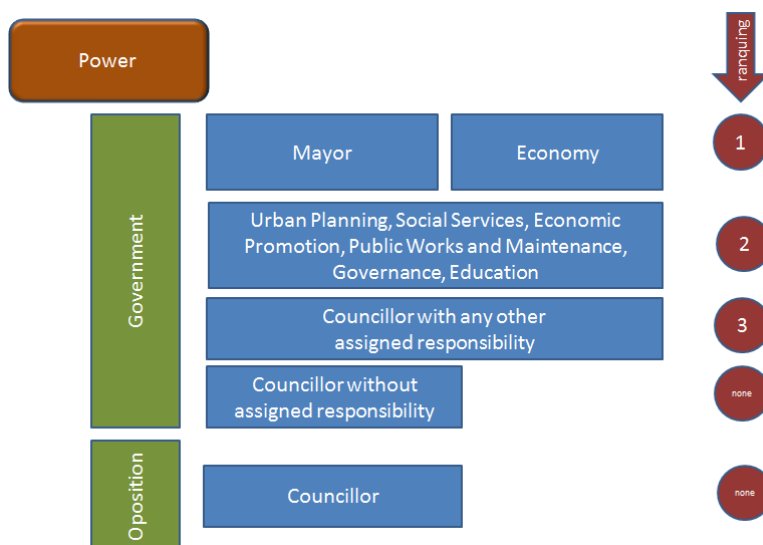 Power
ranquing
Government
Mayor
Economy
1
Urban Planning, Social Services, Economic
Promotion, Public Works and Maintenance,
Governance, Education
2
Councillor with any other
assigned responsibility
3
Councillor without
assigned responsibility
none
Oposition
Councillor
none